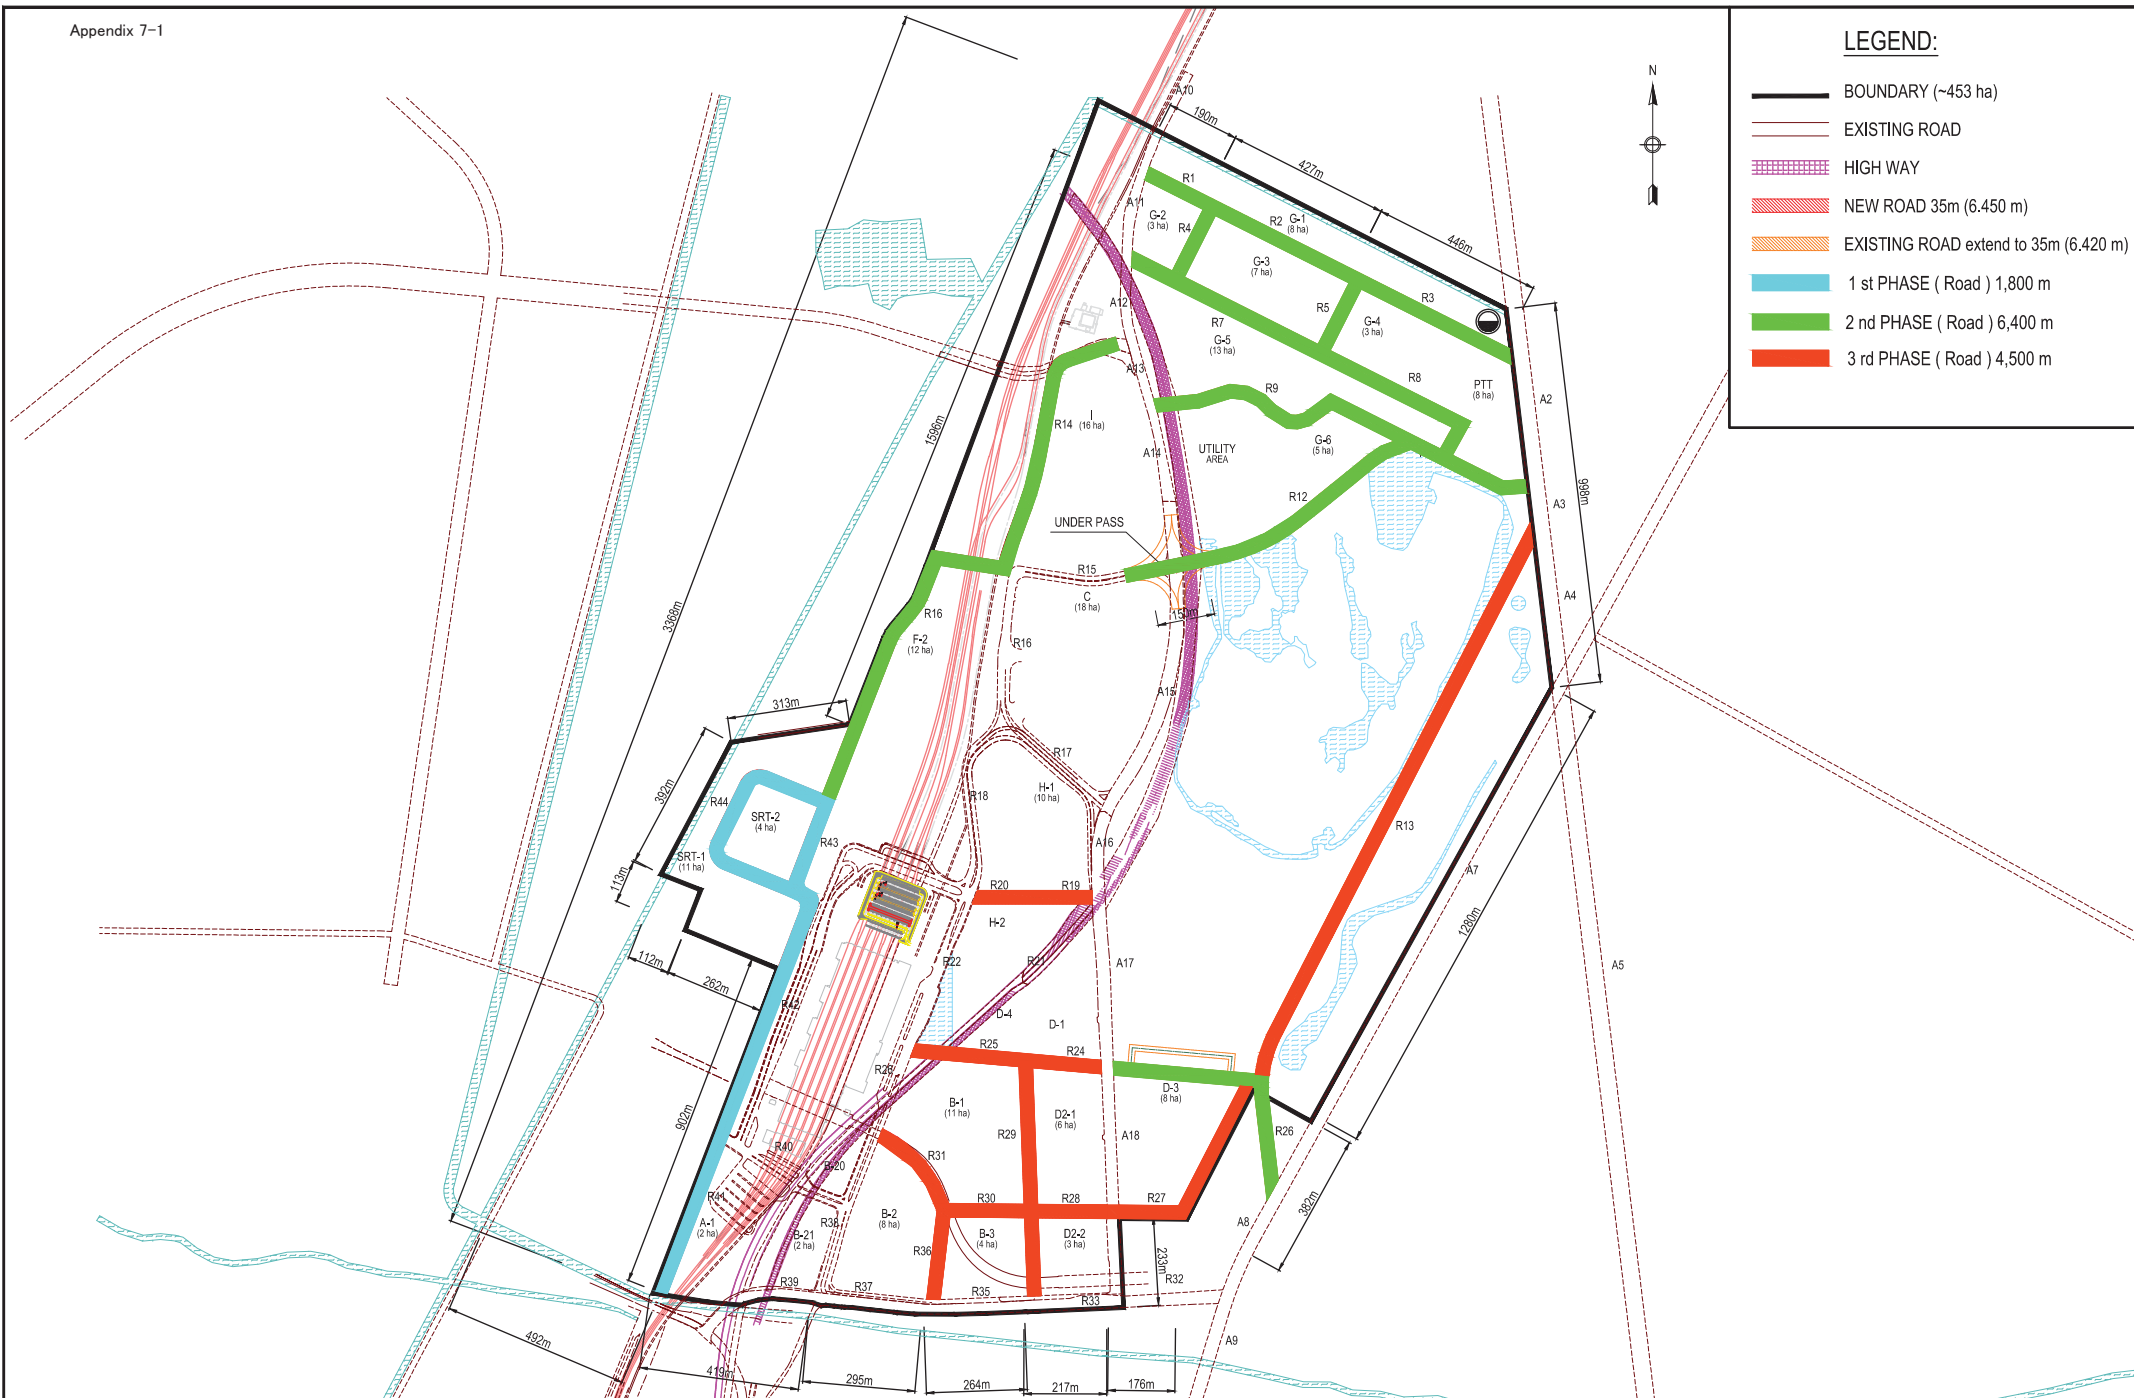 Appendix 7-1
LEGEND:
BOUNDARY (~453 ha)
EXISTING ROAD
HIGH WAY
NEW ROAD 35m (6.450 m)
EXISTING ROAD extend to 35m (6.420 m)
1 st PHASE ( Road ) 1,800 m
2 nd PHASE ( Road ) 6,400 m
3 rd PHASE ( Road ) 4,500 m
N
A10
190m
427m
446m
R1
A11
G-2
(3 ha)
R4
R2
G-1
(8 ha)
G-3
(7 ha)
R3
R5
G-4
(3 ha)
A12
R7
G-5
(13 ha)
A13
R8
R9
PTT
(8 ha)
A2
I
(16 ha)
R14
1596m
A14
UTILITY
AREA
G-6
(5 ha)
R12
998m
A3
UNDER PASS
R15
C
(18 ha)
A4
150m
3368m
R16
F-2
(12 ha)
R16
A15
313m
R17
392m
R44
SRT-2
(4 ha)
R43
H-1
(10 ha)
R18
R13
A16
SRT-1
(11 ha)
113m
A7
R20
R19
H-2
1280m
112m
262m
R22
R21
A17
A5
R42
D-4
D-1
R25
R24
R28
D-3
(8 ha)
902m
B-1
(11 ha)
D2-1
(6 ha)
R29
A18
R26
R40
R31
B-20
R41
A-1
(2 ha)
R30
R28
R27
382m
A8
B-2
(8 ha)
R38
B-21
(2 ha)
R36
B-3
(4 ha)
D2-2
(3 ha)
233m
R32
R39
R37
R35
R33
492m
A9
419m
295m
264m
217m
176m